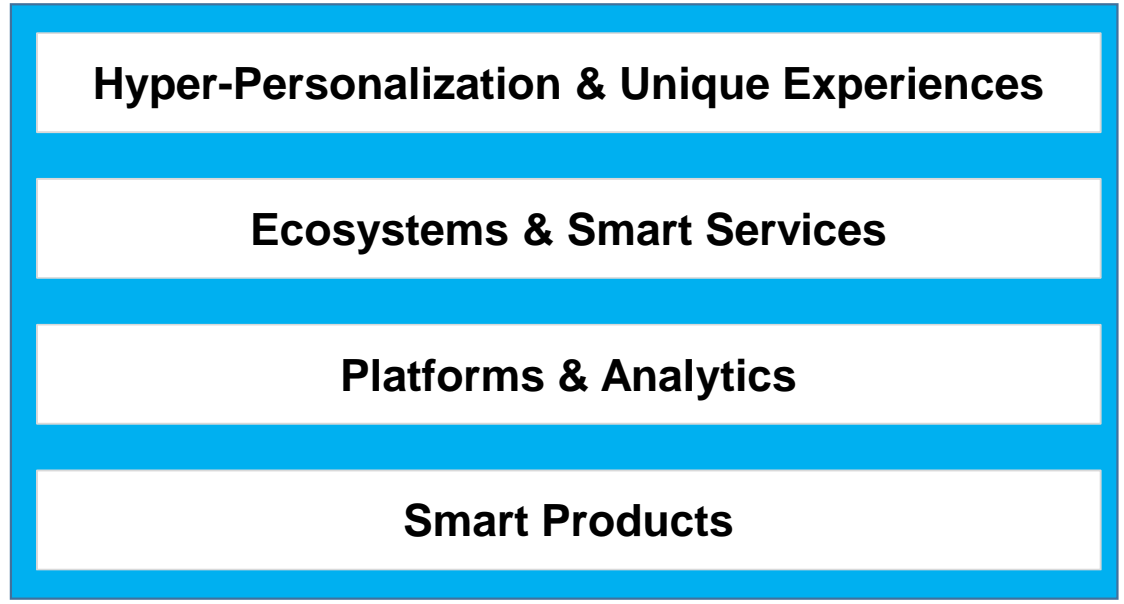 Hyper-Personalization & Unique Experiences
Ecosystems & Smart Services
Platforms & Analytics
Smart Products